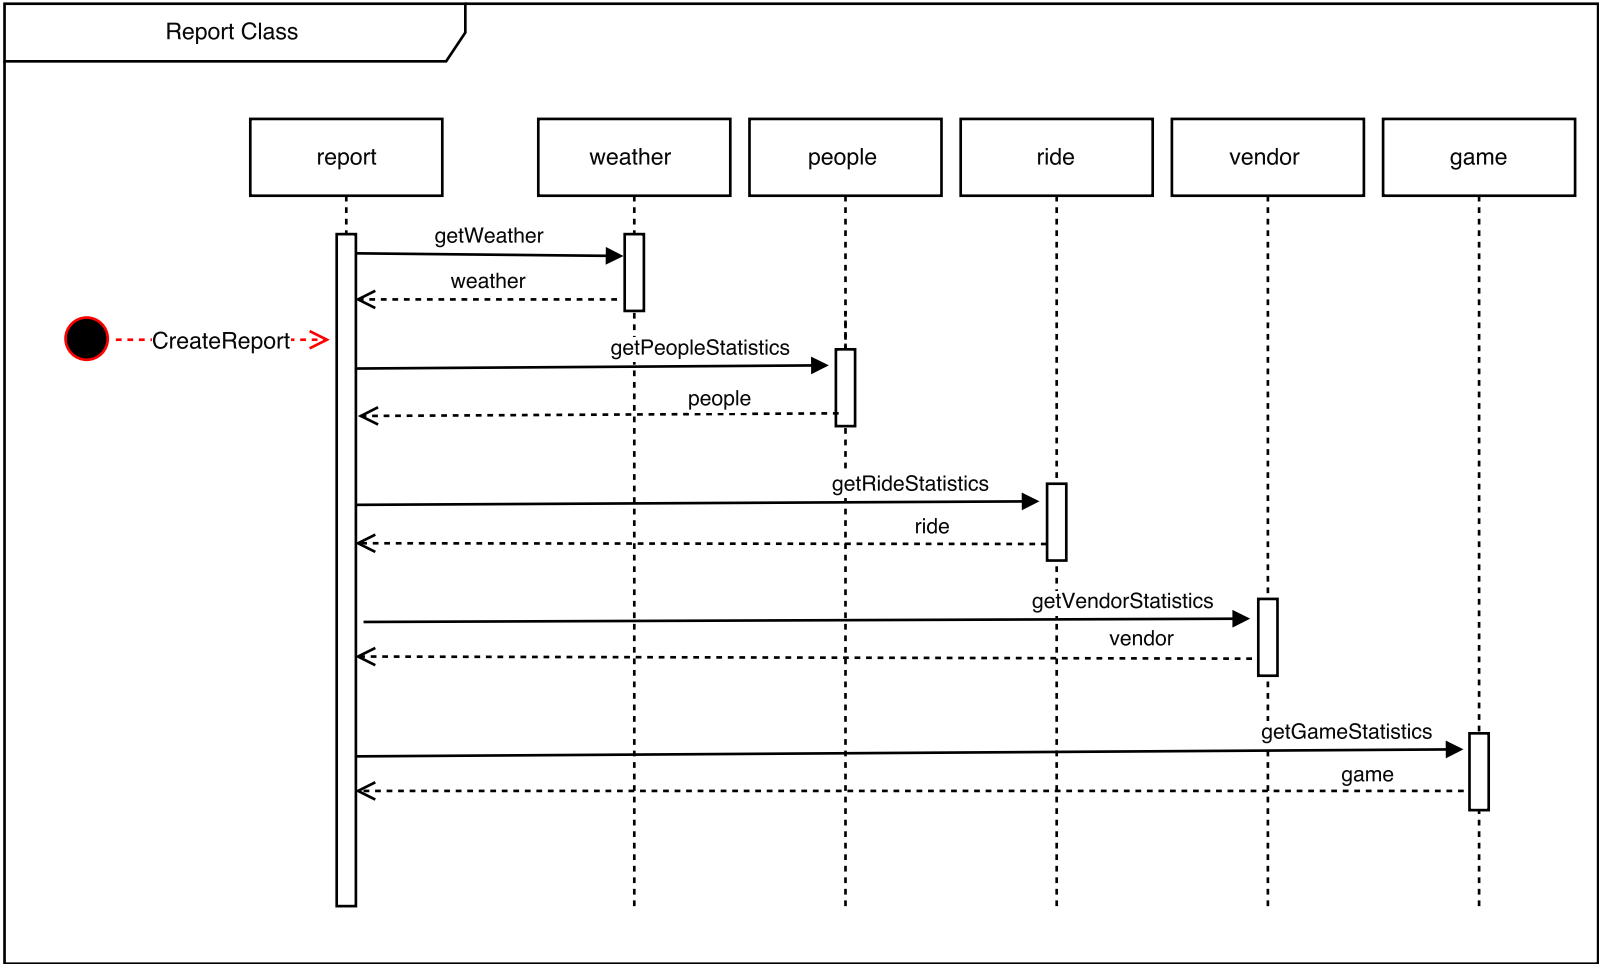 Report Class
report
weather
people
ride
vendor
game
getWeather
weather
CreateReport
getPeopleStatistics
people
getRideStatistics
ride
getVendorStatistics
vendor
getGameStatistics
game